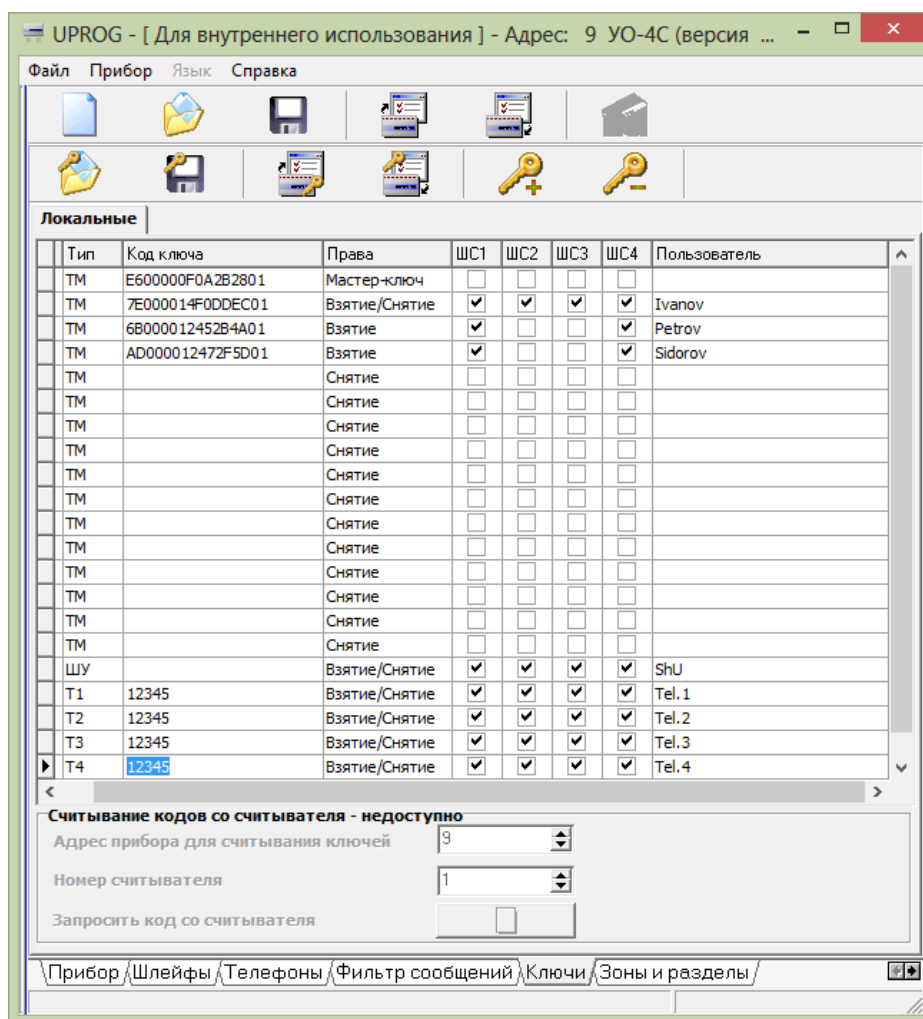 UPROG - [ Для внутреннего использования ] - Адрес: 9 УО-4С (версия ...
Файл Прибор Язык Справка
Локальные
Тип Код ключа Права ШС1 ШС2 ШС3 ШС4 Пользователь
ТМ E600000F0A2B2801 Мастер-ключ
ТМ 7E000014F0DDEC01 Взятие/Снятие Ivanov
ТМ 6B000012452B4A01 Взятие Petrov
ТМ AD000012472F5D01 Взятие Sidorov
ТМ Снятие
ТМ Снятие
ТМ Снятие
ТМ Снятие
ТМ Снятие
ТМ Снятие
ТМ Снятие
ТМ Снятие
ТМ Снятие
ТМ Снятие
ТМ Снятие
ТМ Снятие
ШУ Взятие/Снятие ShU
Т1 12345 Взятие/Снятие Tel.1
Т2 12345 Взятие/Снятие Tel.2
Т3 12345 Взятие/Снятие Tel.3
Т4 12345 Взятие/Снятие Tel.4
Считывание кодов со считывателя - недоступно
Адрес прибора для считывания ключей 9
Номер считывателя 1
Запросить код со считывателя
Прибор Шлейфы Телефоны Фильтр сообщений Ключи Зоны и разделы